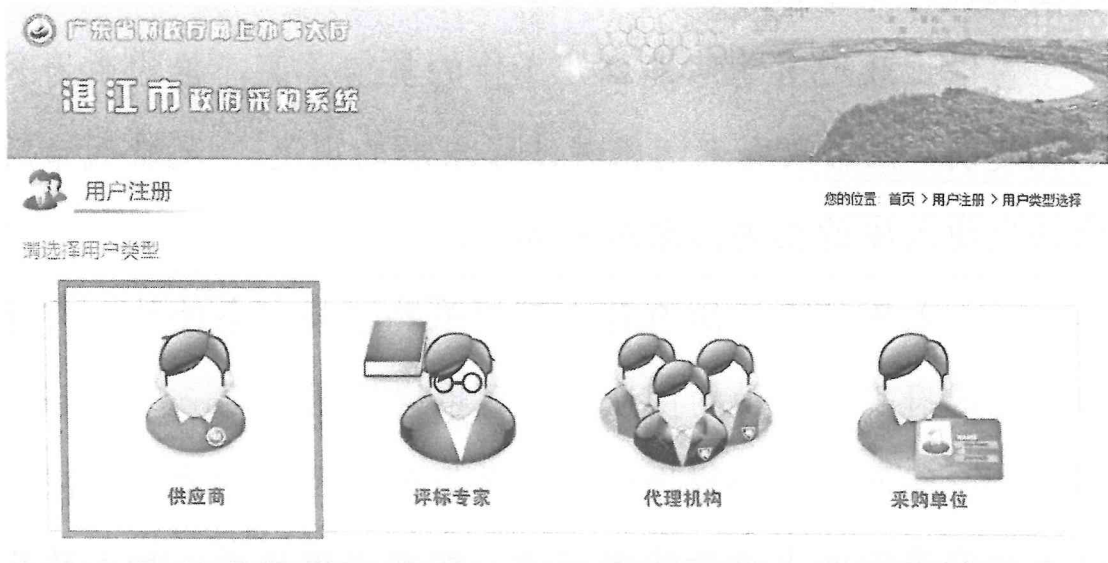 广东省财政厅网上办事大厅
湛江市政府采购系统
用户注册
您的位置 首页 > 用户注册 > 用户类型选择
请选择用户类型
供应商
评标专家
代理机构
采购单位
NAME